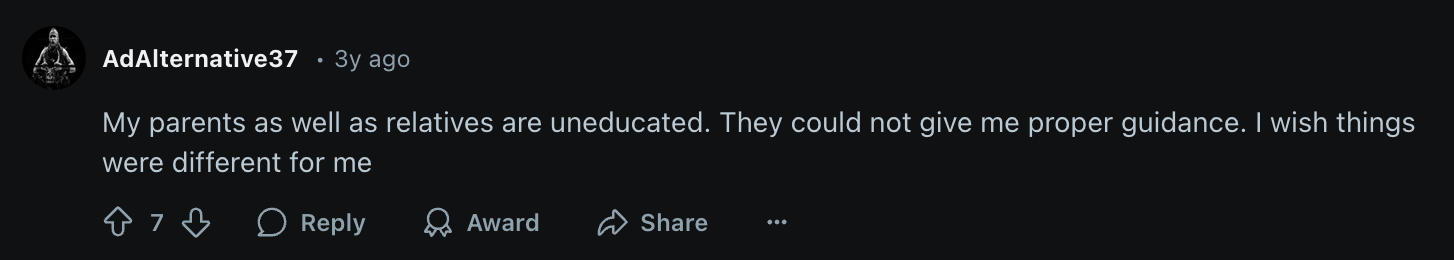 AdAlternative37 • 3y ago
My parents as well as relatives are uneducated. They could not give me proper guidance. I wish things
were different for me
7 Reply Award Share ...